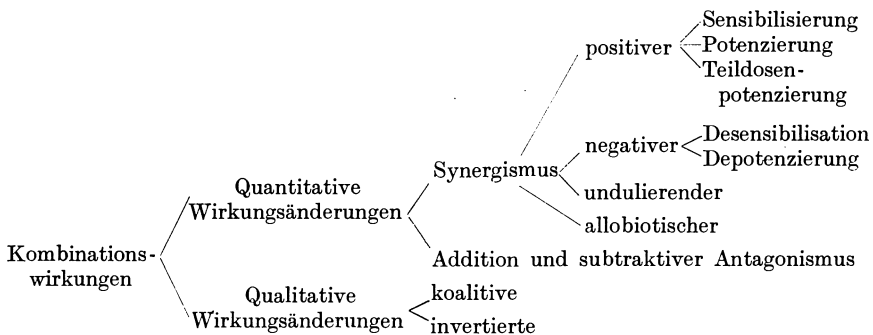 Sensibilisierung
positiver
Potenzierung
Teildosen-
potenzierung
Desensibilisation
negativer
Depotenzierung
Synergismus
Quantitative
undulierender
Wirkungsänderungen
allobiotischer
Kombinations-
wirkungen
Addition und subtraktiver Antagonismus
Qualitative
koalitive
Wirkungsänderungen
invertierte